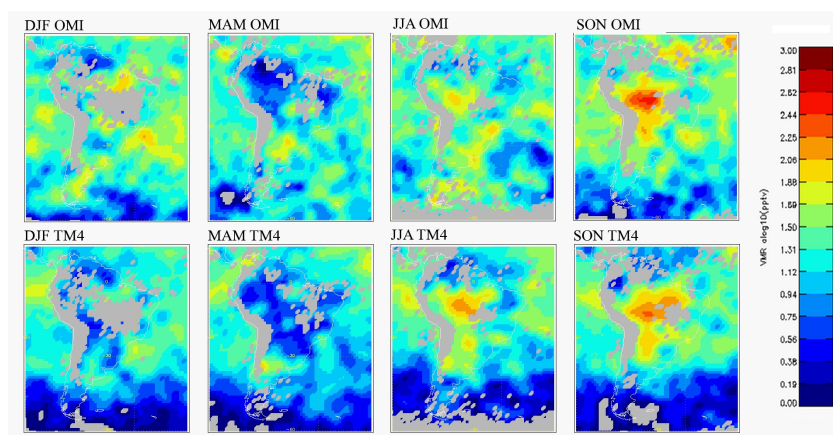 DJF OMI
MAM OMI
JJA OMI
SON OMI
DJF TM4
MAM TM4
JJA TM4
SON TM4
3.00
2.81
2.62
2.44
2.25
2.06
1.88
1.69
1.50
1.31
1.12
0.94
0.75
0.56
0.38
0.19
0.00
VMR alog10(pptv)